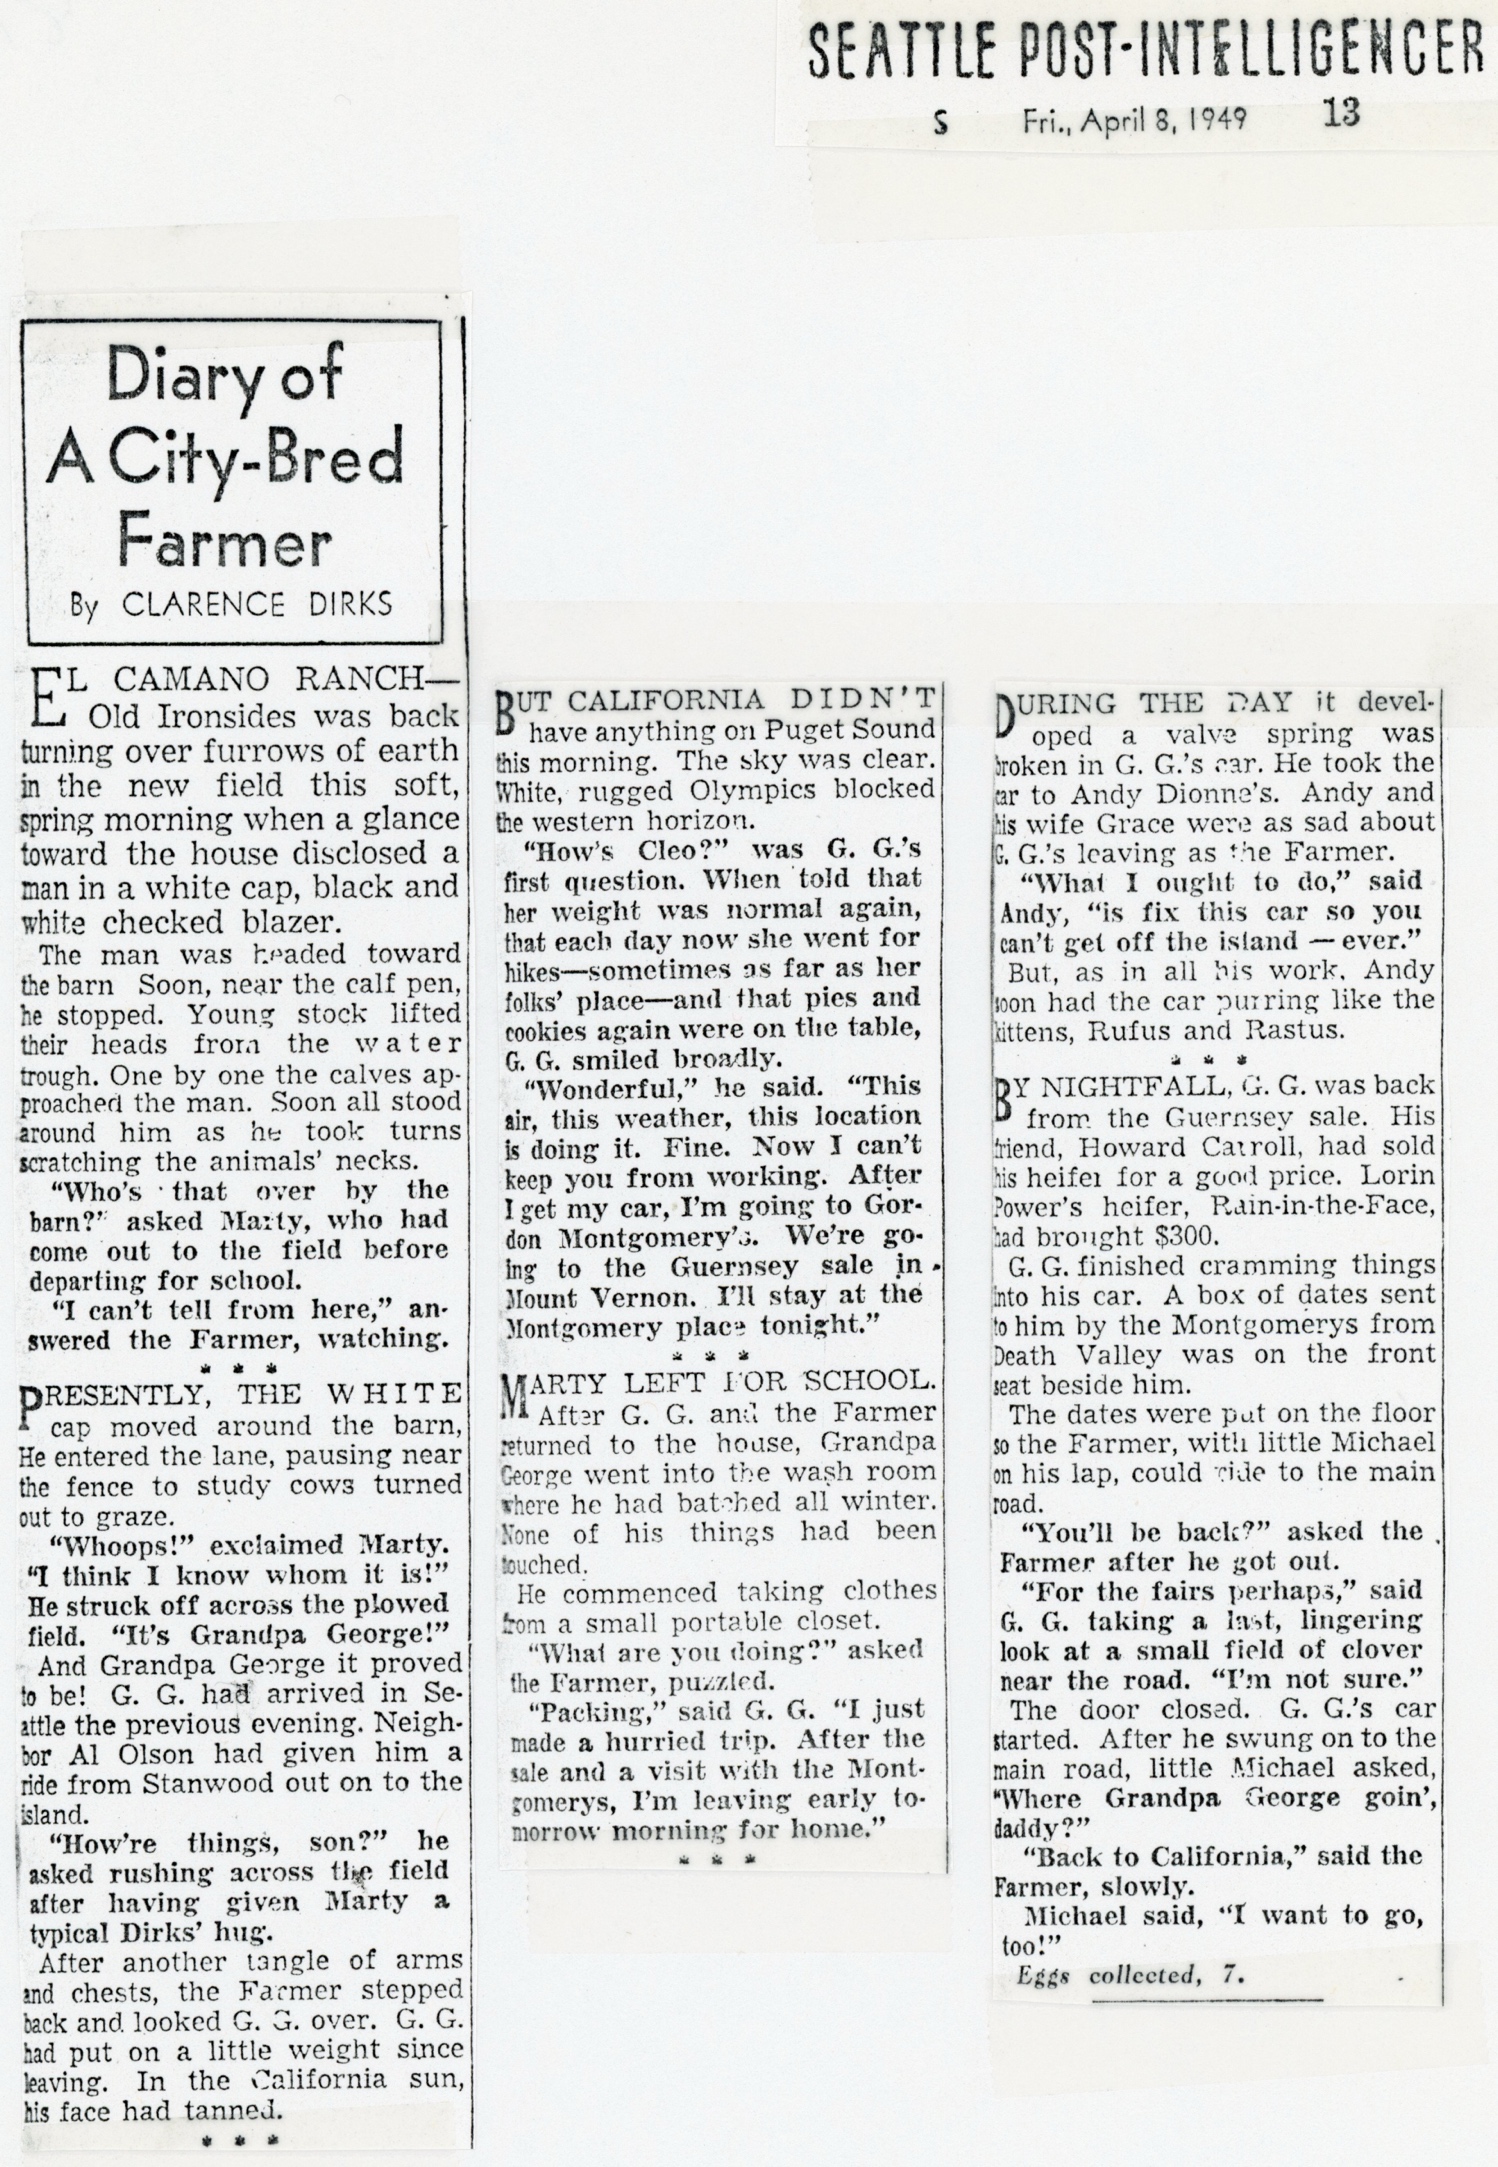 SEATTLE POST-INTELLIGENCER
S Fri., April 8, 1949 13
Diary of
A City-Bred
Farmer
By CLARENCE DIRKS
EL CAMANO RANCH—
Old Ironsides was back
turning over furrows of earth
in the new field this soft,
spring morning when a glance
toward the house disclosed a
man in a white cap, black and
white checked blazer.
The man was headed toward
the barn Soon, near the calf pen,
he stopped. Young stock lifted
their heads from the water
trough. One by one the calves ap-
proached the man. Soon all stood
around him as he took turns
scratching the animals' necks.
"Who's that over by the
barn?" asked Marty, who had
come out to the field before
departing for school.
"I can't tell from here," an-
swered the Farmer, watching.
* * *
PRESENTLY, THE WHITE
cap moved around the barn,
He entered the lane, pausing near
the fence to study cows turned
out to graze.
"Whoops!" exclaimed Marty.
"I think I know whom it is!"
He struck off across the plowed
field. "It's Grandpa George!"
And Grandpa George it proved
to be! G. G. had arrived in Se-
attle the previous evening. Neigh-
bor Al Olson had given him a
ride from Stanwood out on to the
island.
"How're things, son?" he
asked rushing across the field
after having given Marty a
typical Dirks' hug.
After another tangle of arms
and chests, the Farmer stepped
back and looked G. G. over. G. G.
had put on a little weight since
leaving. In the California sun,
his face had tanned.
* * *
BUT CALIFORNIA DIDN'T
have anything on Puget Sound
this morning. The sky was clear.
White, rugged Olympics blocked
the western horizon.
"How's Cleo?" was G. G.'s
first question. When told that
her weight was normal again,
that each day now she went for
hikes—sometimes as far as her
folks' place—and that pies and
cookies again were on the table,
G. G. smiled broadly.
"Wonderful," he said. "This
air, this weather, this location
is doing it. Fine. Now I can't
keep you from working. After
I get my car, I'm going to Gor-
don Montgomery's. We're go-
ing to the Guernsey sale in
Mount Vernon. I'll stay at the
Montgomery place tonight."
* * *
MARTY LEFT FOR SCHOOL.
After G. G. and the Farmer
returned to the house, Grandpa
George went into the wash room
where he had batched all winter.
None of his things had been
touched.
He commenced taking clothes
from a small portable closet.
"What are you doing?" asked
the Farmer, puzzled.
"Packing," said G. G. "I just
made a hurried trip. After the
sale and a visit with the Mont-
gomerys, I'm leaving early to-
morrow morning for home."
* * *
DURING THE DAY it devel-
oped a valve spring was
broken in G. G.'s car. He took the
car to Andy Dionne's. Andy and
his wife Grace were as sad about
G. G.'s leaving as the Farmer.
"What I ought to do," said
Andy, "is fix this car so you
can't get off the island — ever."
But, as in all his work, Andy
soon had the car purring like the
kittens, Rufus and Rastus.
* * *
BY NIGHTFALL, G. G. was back
from the Guernsey sale. His
friend, Howard Carroll, had sold
his heifer for a good price. Lorin
Power's heifer, Rain-in-the-Face,
had brought $300.
G. G. finished cramming things
into his car. A box of dates sent
to him by the Montgomerys from
Death Valley was on the front
seat beside him.
The dates were put on the floor
so the Farmer, with little Michael
on his lap, could ride to the main
road.
"You'll be back?" asked the
Farmer after he got out.
"For the fairs perhaps," said
G. G. taking a last, lingering
look at a small field of clover
near the road. "I'm not sure."
The door closed. G. G.'s car
started. After he swung on to the
main road, little Michael asked,
"Where Grandpa George goin',
daddy?"
"Back to California," said the
Farmer, slowly.
Michael said, "I want to go,
too!"
Eggs collected, 7.